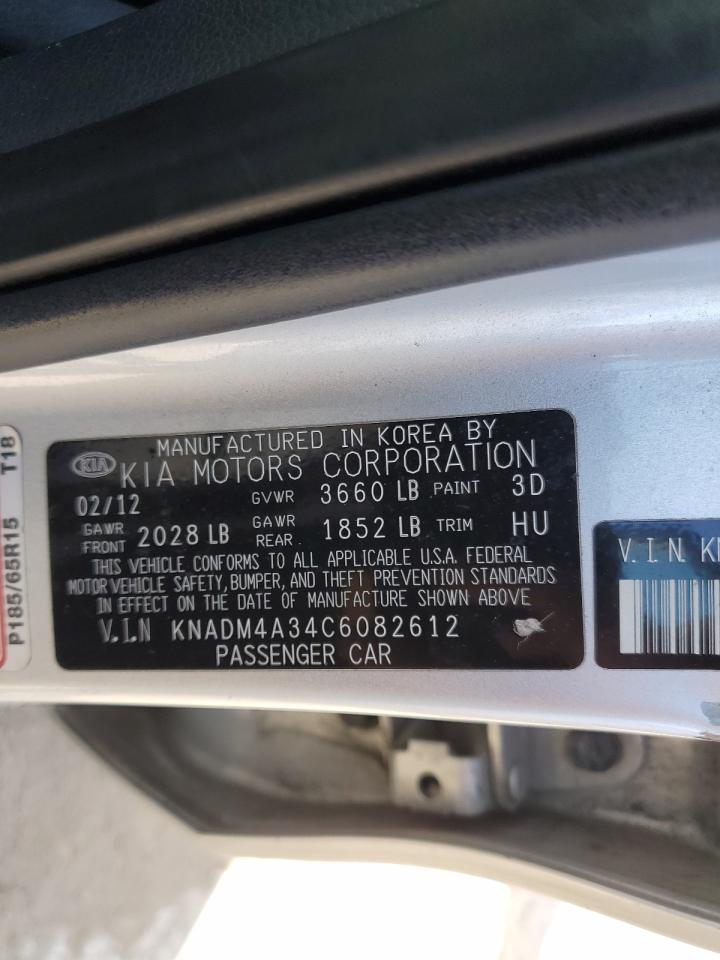 MANUFACTURED IN KOREA BY
KIA KIA MOTORS CORPORATION
02/12 GVWR 3660 LB PAINT 3D
GAWR FRONT 2028 LB GAWR REAR 1852 LB TRIM HU
THIS VEHICLE CONFORMS TO ALL APPLICABLE U.S.A. FEDERAL
MOTOR VEHICLE SAFETY, BUMPER, AND THEFT PREVENTION STANDARDS
IN EFFECT ON THE DATE OF MANUFACTURE SHOWN ABOVE
V.I.N KNADM4A34C6082612
PASSENGER CAR
P185/65R15 T18
V.I.N. KN